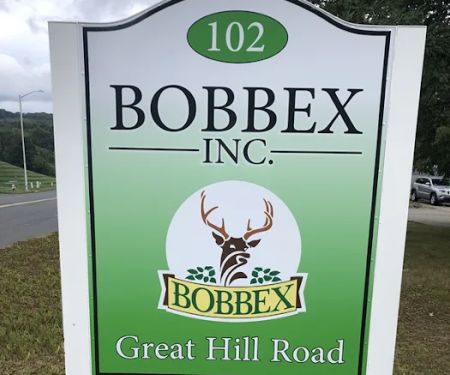 102
BOBBEX
INC.
BOBBEX
Great Hill Road